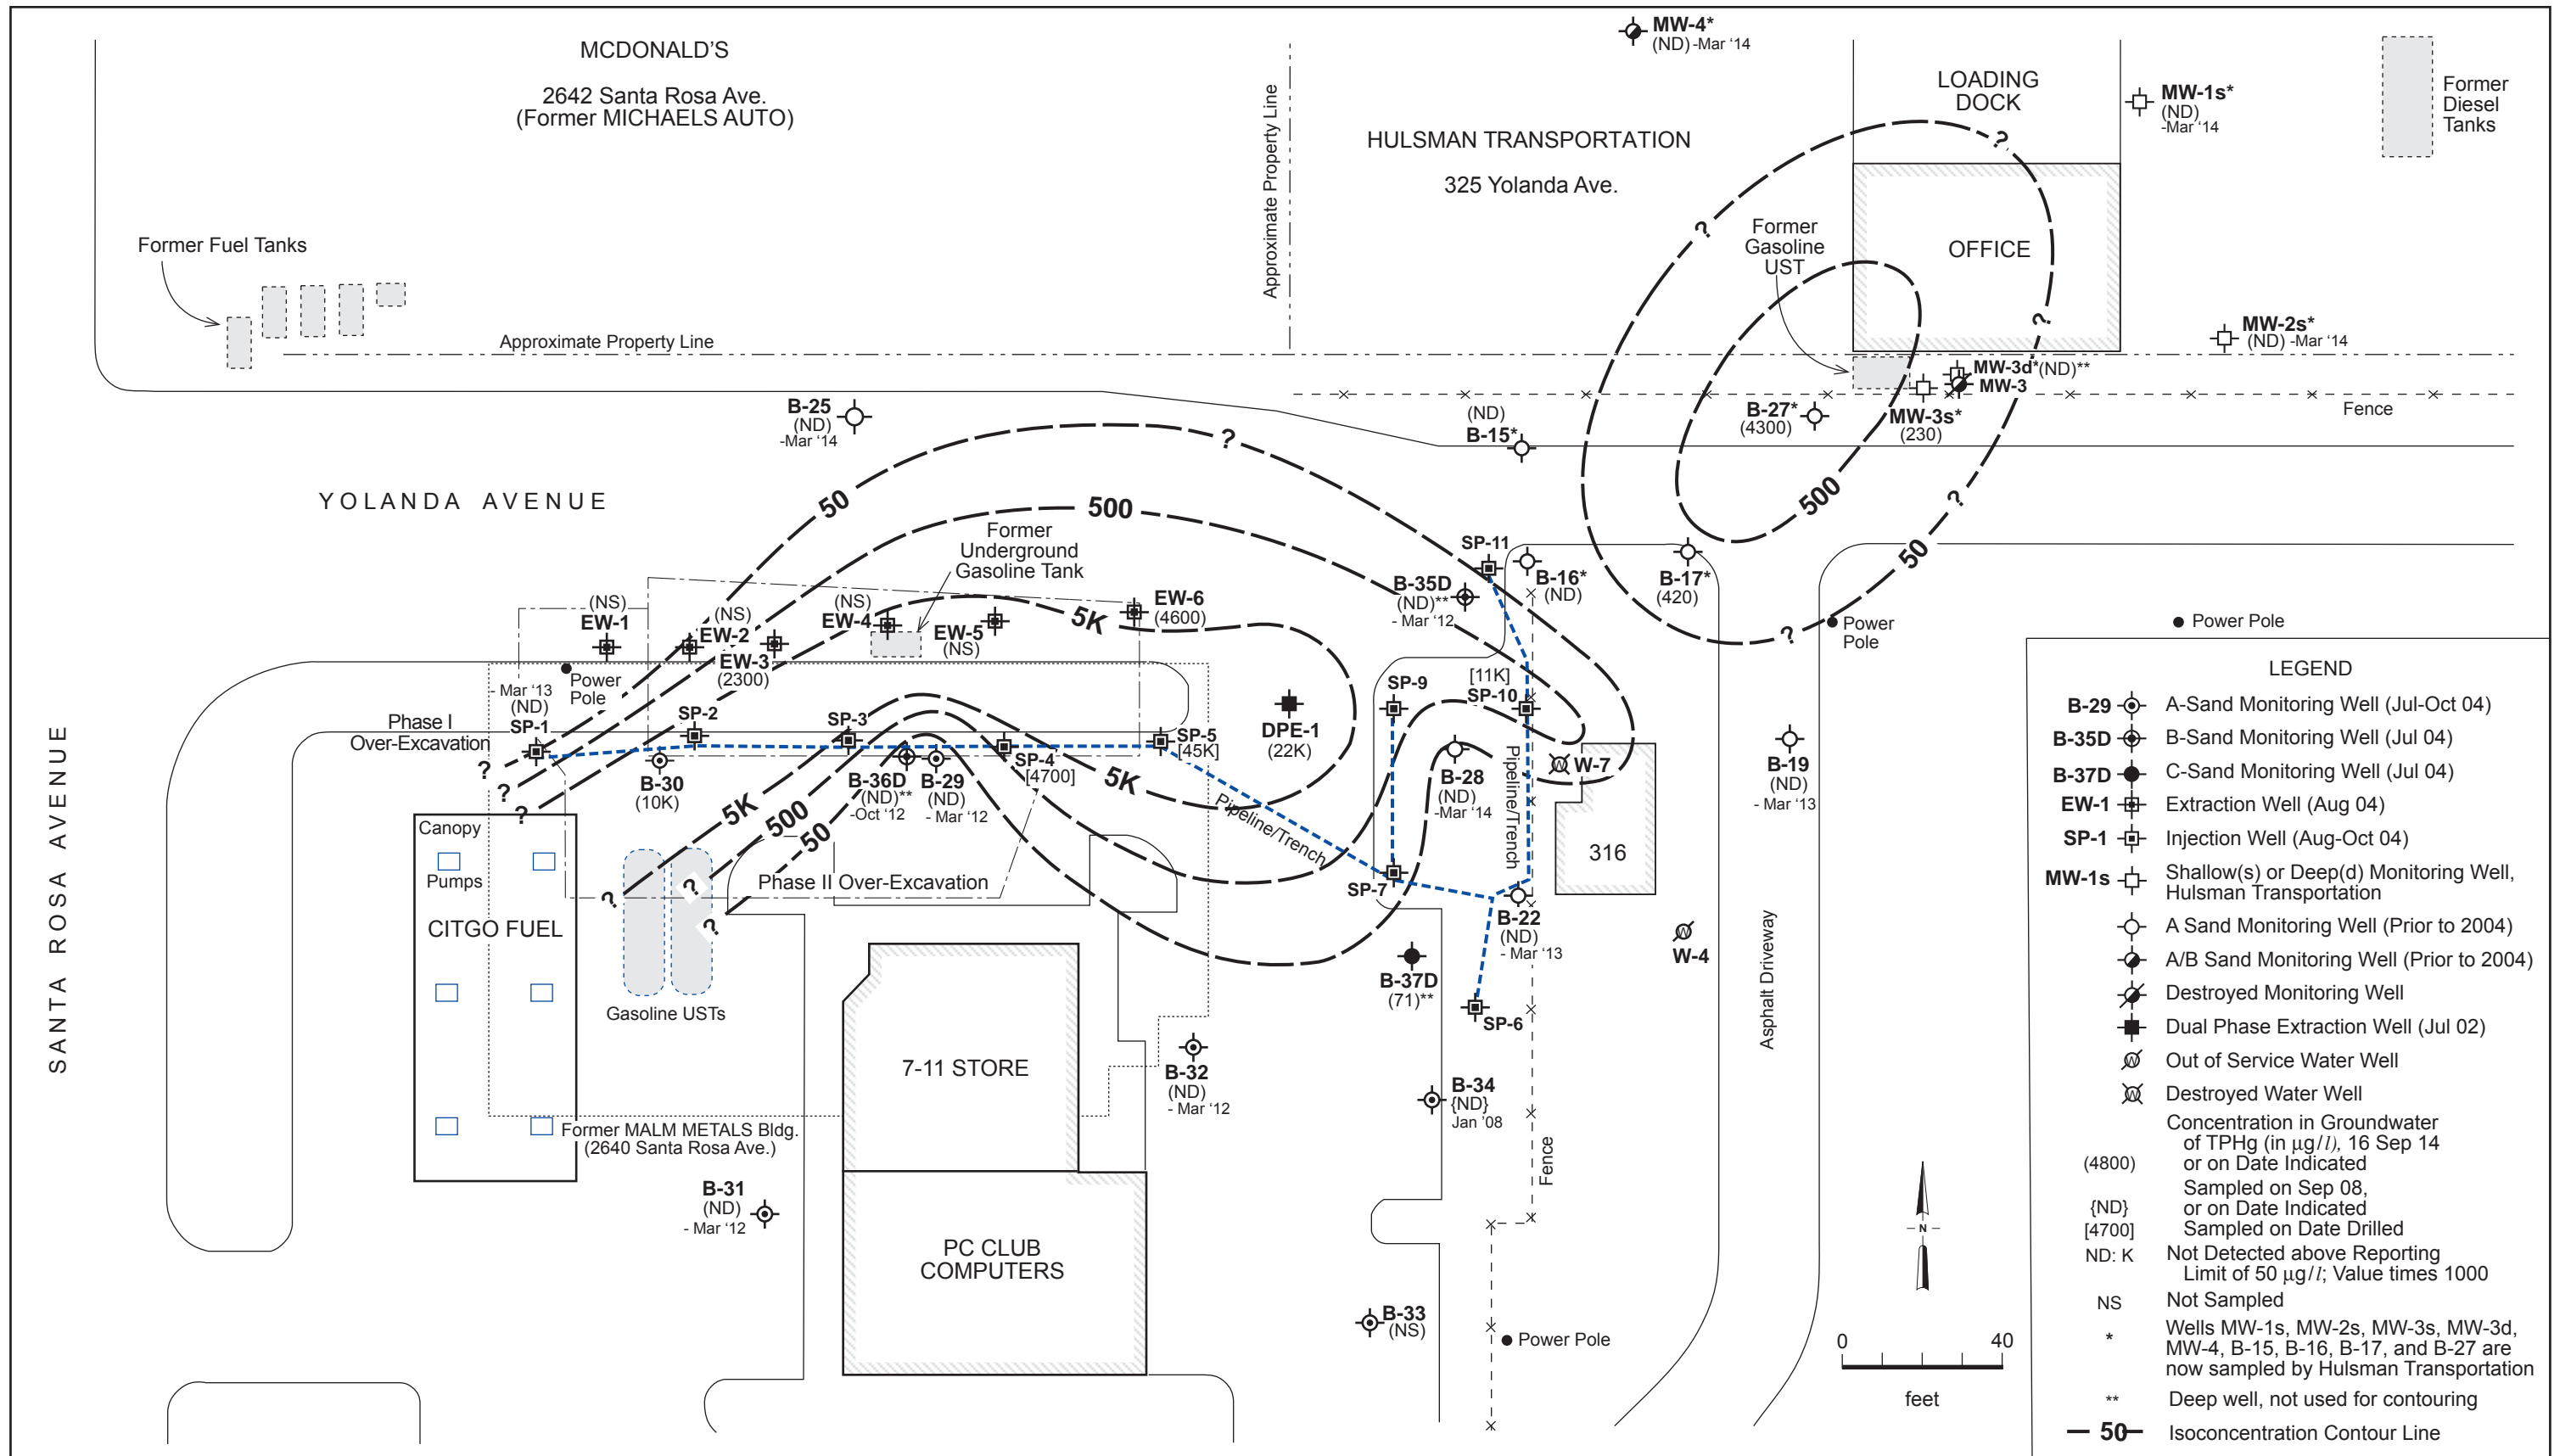 MCDONALD'S
2642 Santa Rosa Ave.
(Former MICHAELS AUTO)
Approximate Property Line
MW-4*
(ND) -Mar ‘14
HULSMAN TRANSPORTATION
325 Yolanda Ave.
LOADING
DOCK
MW-1s*
(ND)
-Mar ‘14
Former
Diesel
Tanks
?
?
Former
Gasoline
UST
OFFICE
?
MW-2s*
(ND) -Mar ‘14
Former Fuel Tanks
Approximate Property Line
MW-3d*(ND)**
MW-3
MW-3s*
(230)
Fence
B-25
(ND)
-Mar ‘14
(ND)
B-15*
B-27*
(4300)
YOLANDA AVENUE
50
?
500
500
?
50
?
Former
Underground
Gasoline Tank
SP-11
B-35D
(ND)**
- Mar ‘12
B-16*
(ND)
B-17*
(420)
Power
Pole
Power Pole
(NS)
EW-1
(NS)
EW-2
EW-3
(2300)
(NS)
EW-4
EW-5
(NS)
5K
EW-6
(4600)
- Mar ‘13
(ND)
SP-1
Power
Pole
Phase I
Over-Excavation
SP-2
SP-3
DPE-1
(22K)
SP-9
[11K]
SP-10
SP-5
[45K]
SP-4
[4700]
?
?
?
B-30
(10K)
B-36D
(ND)**
-Oct ‘12
B-29
(ND)
- Mar ‘12
5K
5K
500
50
Pipeline/Trench
Pipeline/Trench
B-28
(ND)
-Mar ‘14
W-7
B-19
(ND)
- Mar ‘13
316
Canopy
Pumps
CITGO FUEL
?
?
?
Phase II Over-Excavation
SP-7
B-22
(ND)
- Mar ‘13
W-4
B-37D
(71)**
SP-6
Gasoline USTs
7-11 STORE
B-32
(ND)
- Mar ‘12
B-34
{ND}
Jan ‘08
Asphalt Driveway
Fence
SANTA ROSA AVENUE
Former MALM METALS Bldg.
(2640 Santa Rosa Ave.)
B-31
(ND)
- Mar ‘12
PC CLUB
COMPUTERS
B-33
(NS)
Power Pole
N
0 40
feet
LEGEND
B-29 A-Sand Monitoring Well (Jul-Oct 04)
B-35D B-Sand Monitoring Well (Jul 04)
B-37D C-Sand Monitoring Well (Jul 04)
EW-1 Extraction Well (Aug 04)
SP-1 Injection Well (Aug-Oct 04)
MW-1s Shallow(s) or Deep(d) Monitoring Well,
Hulsman Transportation
A Sand Monitoring Well (Prior to 2004)
A/B Sand Monitoring Well (Prior to 2004)
Destroyed Monitoring Well
Dual Phase Extraction Well (Jul 02)
W Out of Service Water Well
W Destroyed Water Well
Concentration in Groundwater
of TPHg (in µg/l), 16 Sep 14
(4800) or on Date Indicated
Sampled on Sep 08,
{ND} or on Date Indicated
[4700] Sampled on Date Drilled
ND: K Not Detected above Reporting
Limit of 50 µg/l; Value times 1000
NS Not Sampled
* Wells MW-1s, MW-2s, MW-3s, MW-3d,
MW-4, B-15, B-16, B-17, and B-27 are
now sampled by Hulsman Transportation
** Deep well, not used for contouring
50 Isoconcentration Contour Line